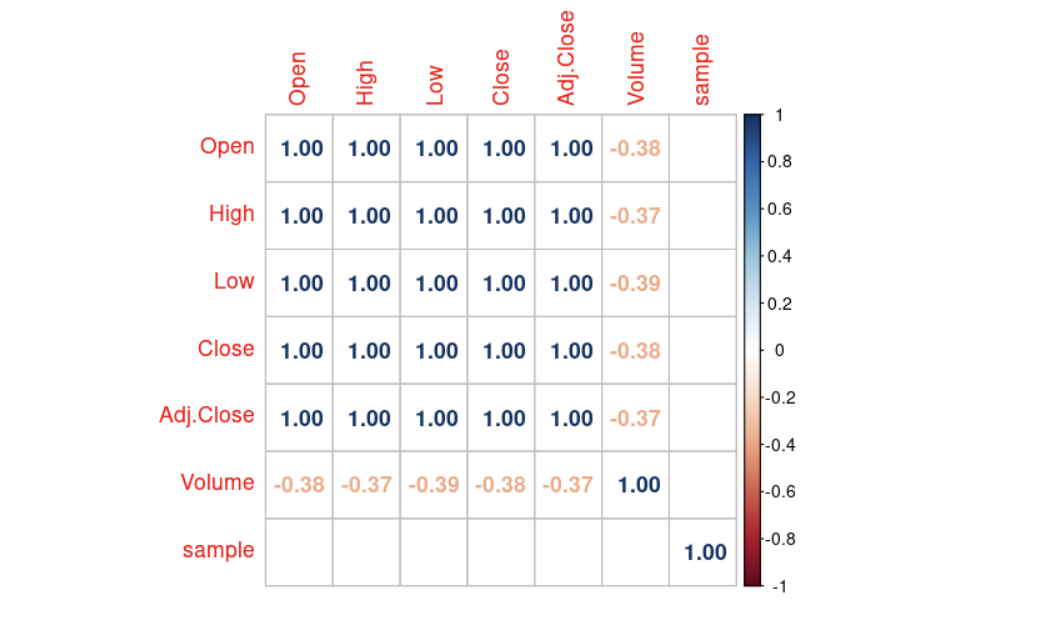 Open High Low Close Adj.Close Volume sample
Open 1.00 1.00 1.00 1.00 1.00 -0.38
High 1.00 1.00 1.00 1.00 1.00 -0.37
Low 1.00 1.00 1.00 1.00 1.00 -0.39
Close 1.00 1.00 1.00 1.00 1.00 -0.38
Adj.Close 1.00 1.00 1.00 1.00 1.00 -0.37
Volume -0.38 -0.37 -0.39 -0.38 -0.37 1.00
sample 1.00
1
0.8
0.6
0.4
0.2
0
-0.2
-0.4
-0.6
-0.8
-1